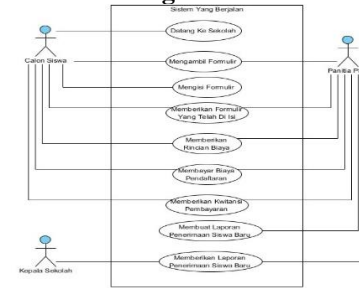 Sistem Yang Berjalan
Datang Ke Sekolah
Calon Siswa
Mengambil Formulir
Panitia P
Mengisi Formulir
Memberikan Formulir
Yang Telah Di Isi
Memberikan
Rincian Biaya
Membayar Biaya
Pendaftaran
Memberikan Kwitansi
Pembayaran
Membuat Laporan
Penerimaan Siswa Baru
Kepala Sekolah
Memberikan Laporan
Penerimaan Siswa Baru